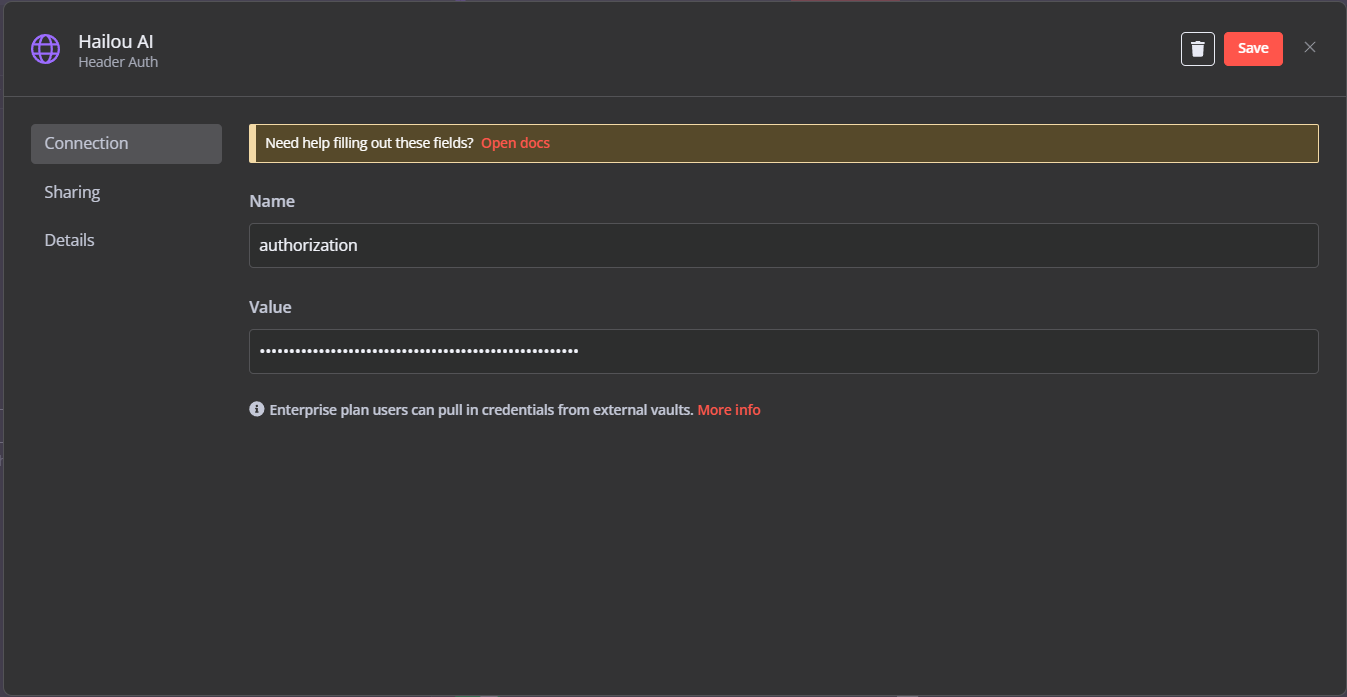 Hailou AI
Header Auth
Save
Connection
Sharing
Details
Need help filling out these fields? Open docs
Name
authorization
Value
••••••••••••••••••••••••••••••••••••••••••••••••••••••
Enterprise plan users can pull in credentials from external vaults. More info